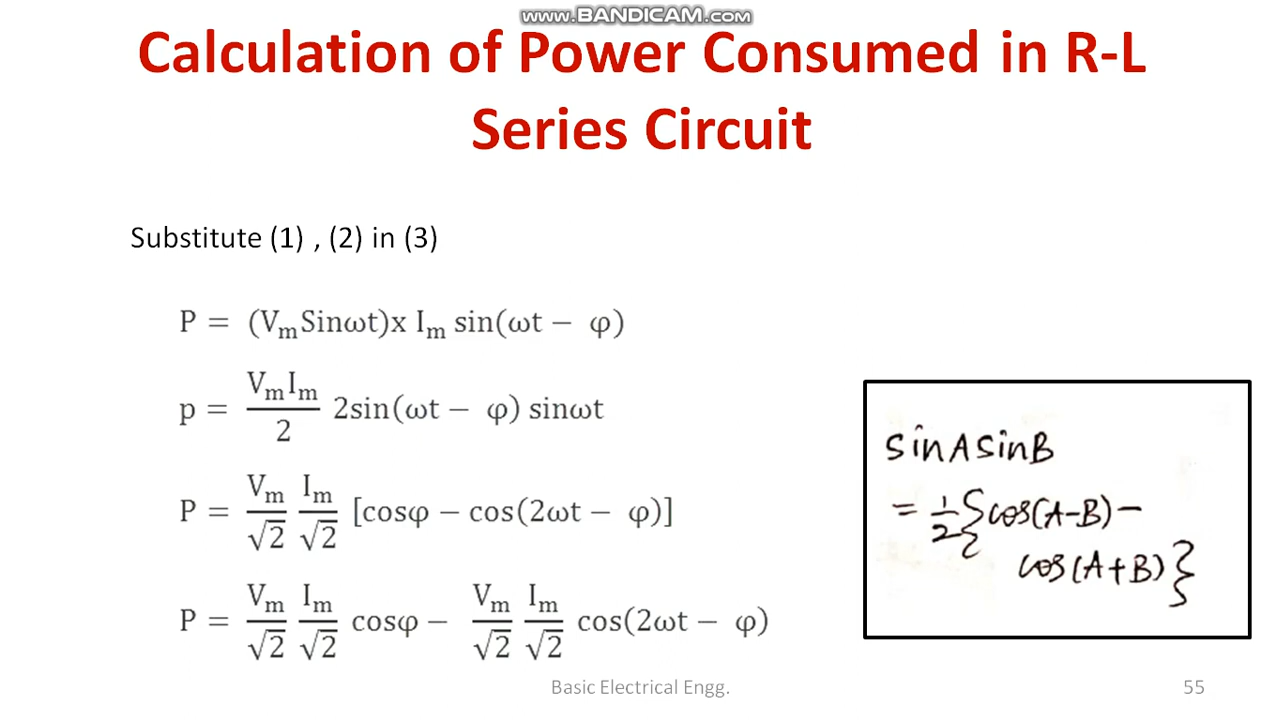 www.BANDICAM.com
Calculation of Power Consumed in R-L
Series Circuit
Substitute (1) , (2) in (3)
P = (VₘSinωt)x Iₘ sin(ωt − φ)
p = VₘIₘ/2 2sin(ωt − φ) sinωt
P = Vₘ/√2 Iₘ/√2 [cosφ − cos(2ωt − φ)]
P = Vₘ/√2 Iₘ/√2 cosφ − Vₘ/√2 Iₘ/√2 cos(2ωt − φ)
sinAsinB
= 1/2 {cos(A-B) −
cos(A+B)}
Basic Electrical Engg.
55